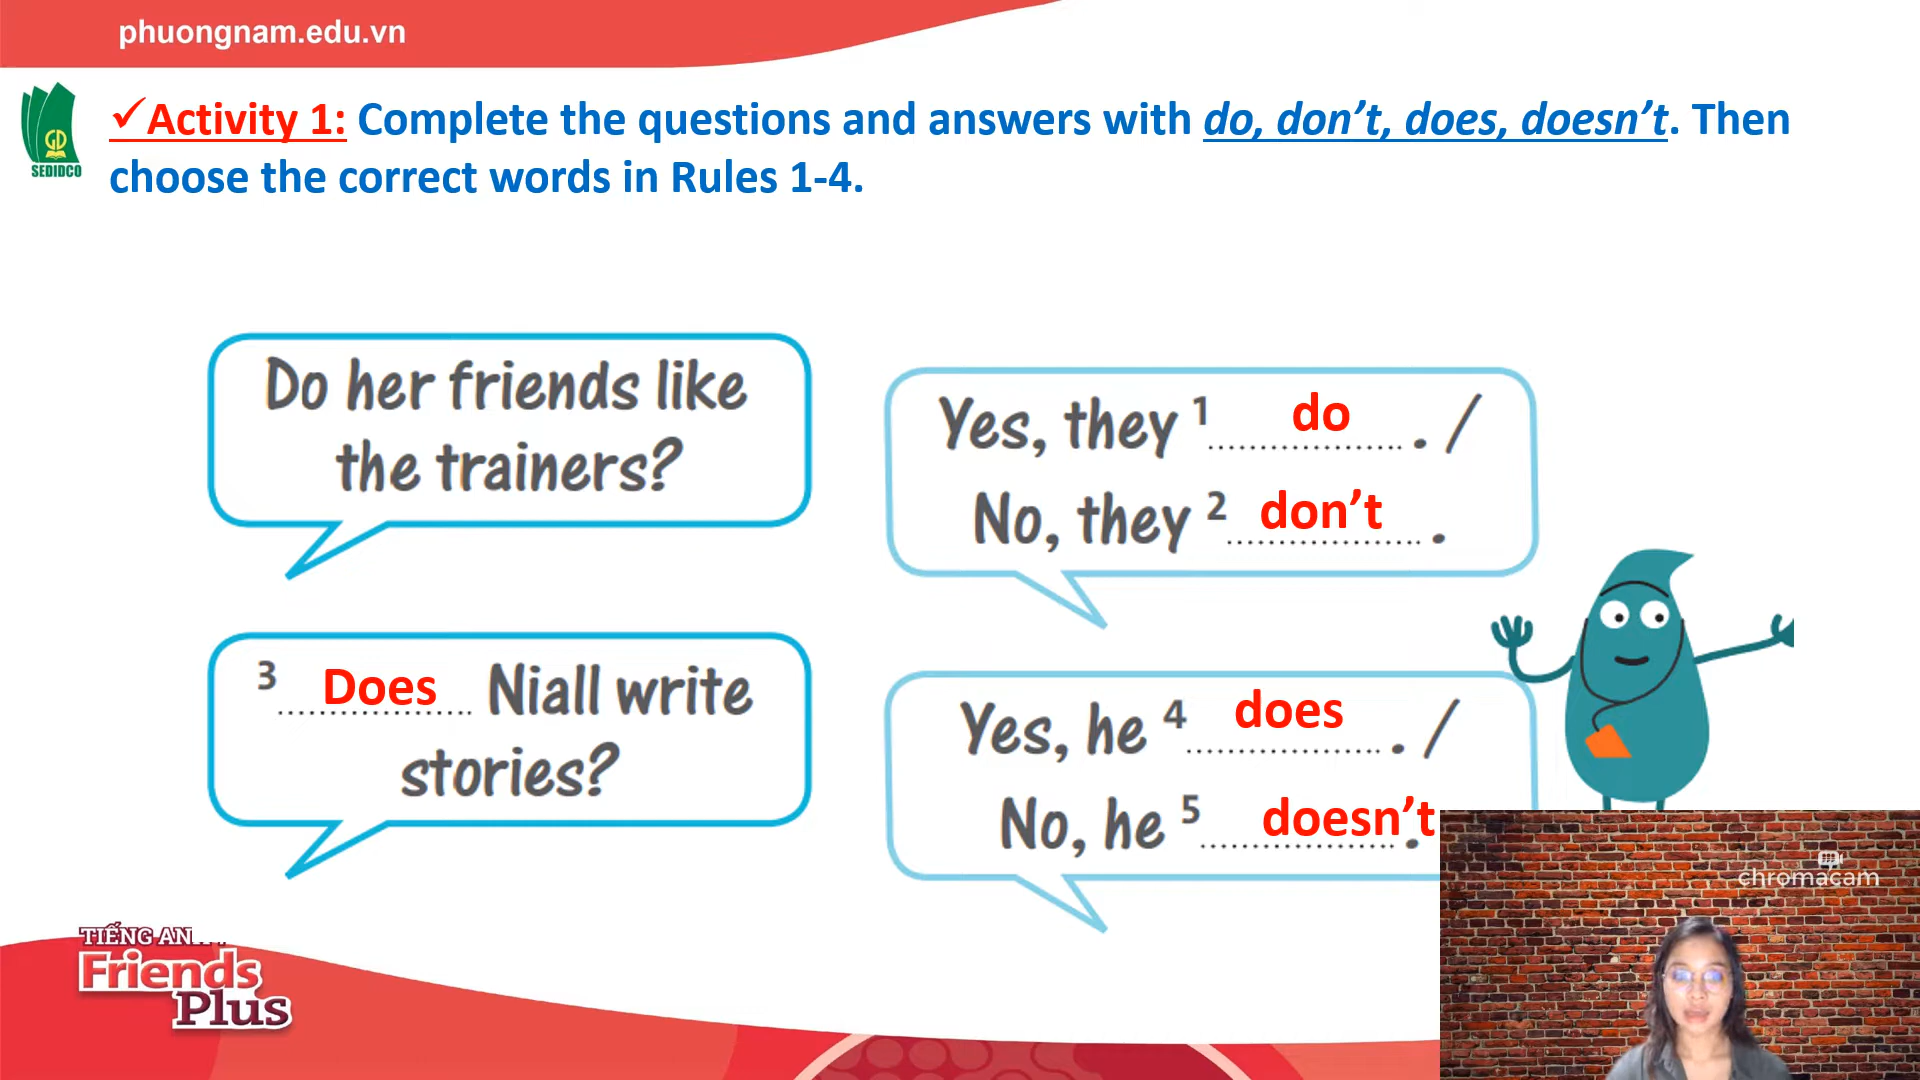 phuongnam.edu.vn
SEDIDCO
✓Activity 1: Complete the questions and answers with do, don’t, does, doesn’t. Then
choose the correct words in Rules 1-4.
Do her friends like
the trainers?
Yes, they 1 do . /
No, they 2 don’t .
3 Does Niall write
stories?
Yes, he 4 does . /
No, he 5 doesn’t .
chromacam
TIẾNG AN
Friends
Plus